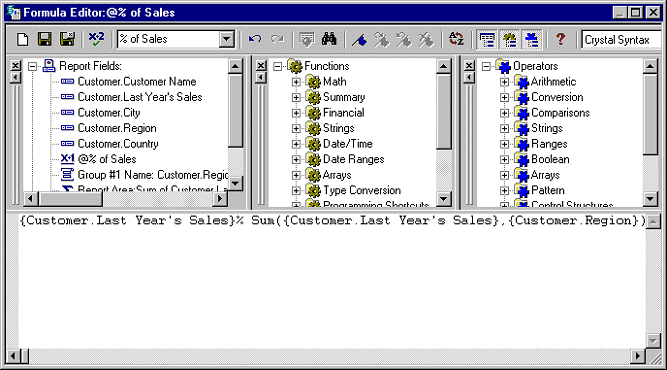 Formula Editor:@% of Sales
% of Sales
Crystal Syntax
Report Fields:
Customer.Customer Name
Customer.Last Year's Sales
Customer.City
Customer.Region
Customer.Country
@% of Sales
Group #1 Name: Customer.Regio
Report Area:Sum of Customer.La
Functions
Math
Summary
Financial
Strings
Date/Time
Date Ranges
Arrays
Type Conversion
Programming Shortcuts
Operators
Arithmetic
Conversion
Comparisons
Strings
Ranges
Boolean
Arrays
Pattern
Control Structures
{Customer.Last Year's Sales}% Sum({Customer.Last Year's Sales},{Customer.Region})